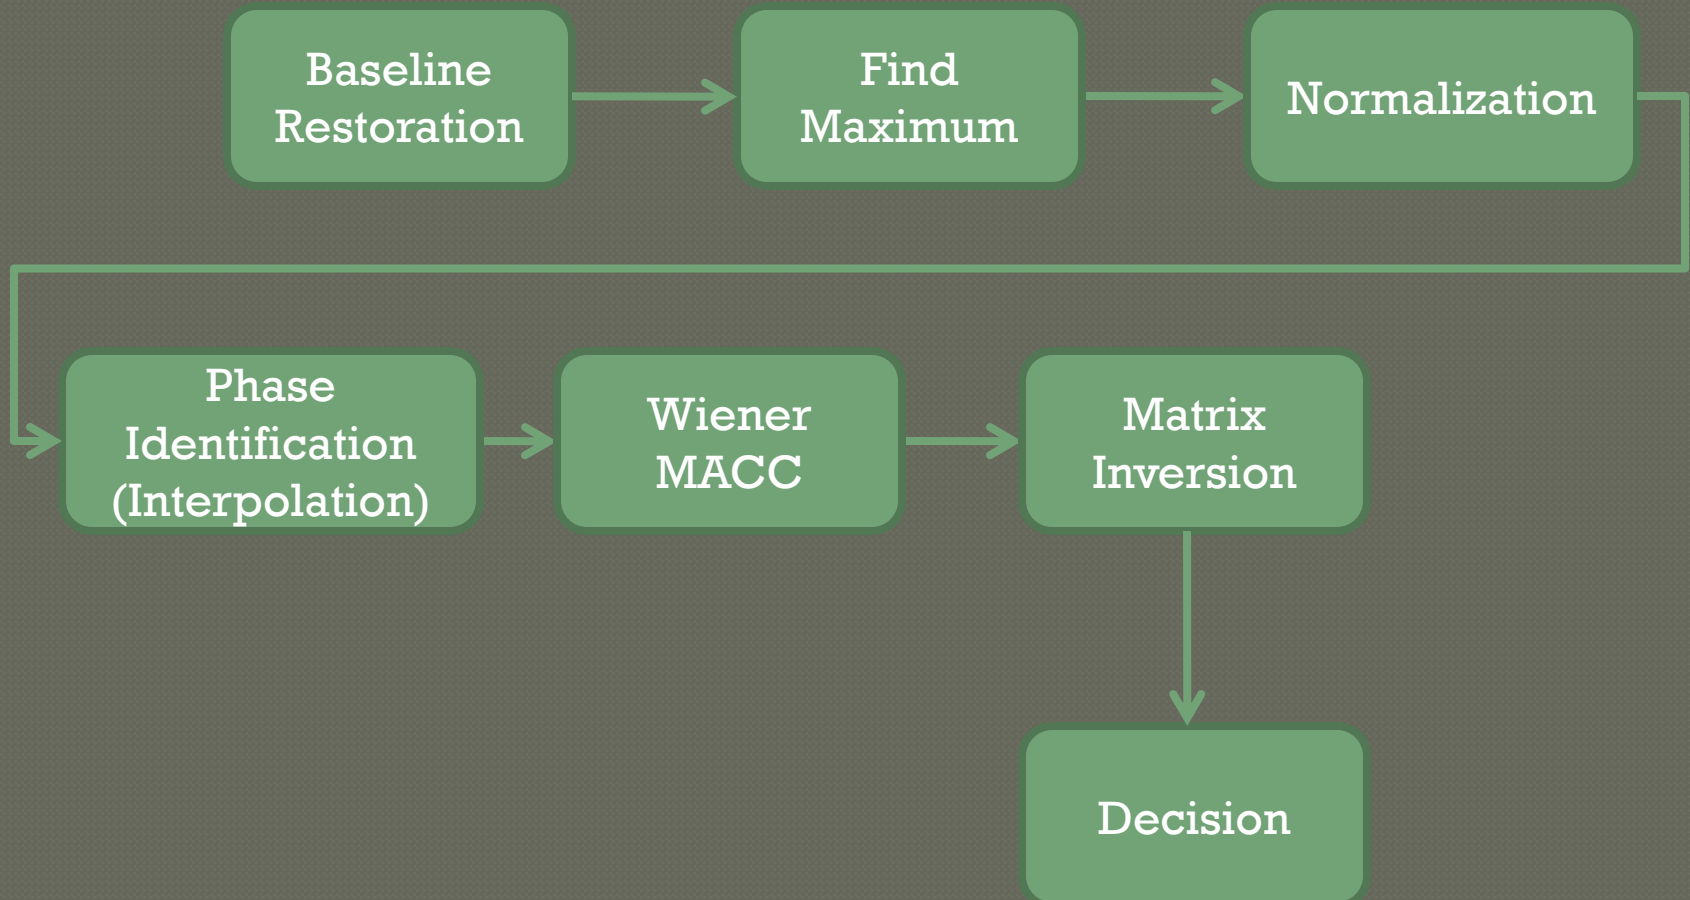 Baseline
Restoration
Find
Maximum
Normalization
Phase
Identification
(Interpolation)
Wiener
MACC
Matrix
Inversion
Decision